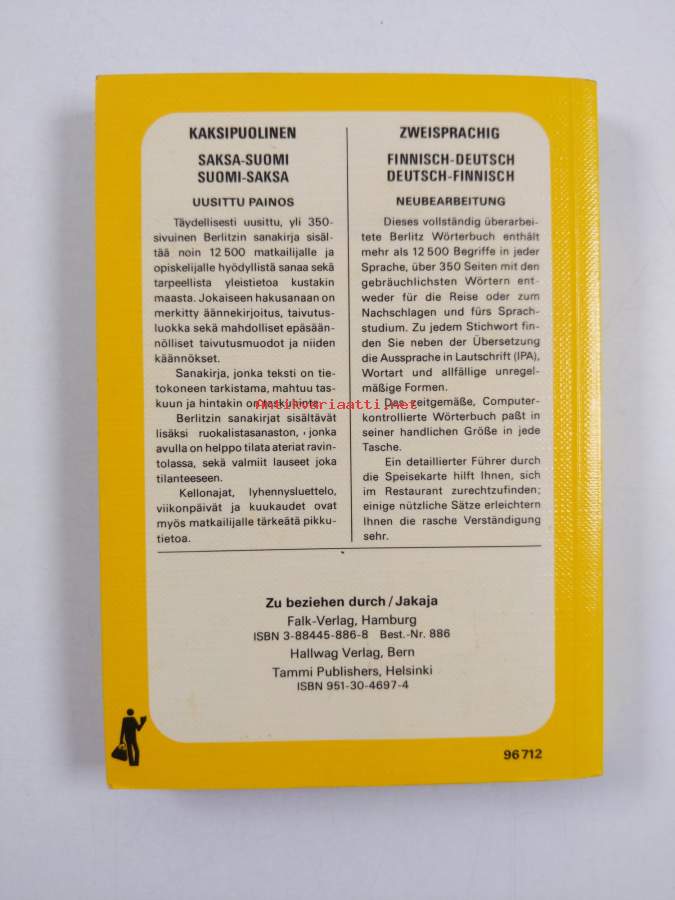 KAKSIPUOLINEN
SAKSA-SUOMI
SUOMI-SAKSA
UUSITTU PAINOS
Täydellisesti uusittu, yli 350-
sivuinen Berlitzin sanakirja sisäl-
tää noin 12 500 matkailijalle ja
opiskelijalle hyödyllistä sanaa sekä
tarpeellista yleistietoa kustakin
maasta. Jokaiseen hakusanaan on
merkitty äännekirjoitus, taivutus-
luokka sekä mahdolliset epäsään-
nölliset taivutusmuodot ja niiden
käännökset.
Sanakirja, jonka teksti on tie-
tokoneen tarkistama, mahtuu tas-
kuun ja hintakin on taskuhinta.
Berlitzin sanakirjat sisältävät
lisäksi ruokalistasanaston, jonka
avulla on helppo tilata ateriat ravin-
tolassa, sekä valmiit lauseet joka
tilanteeseen.
Kellonajat, lyhennysluettelo,
viikonpäivät ja kuukaudet ovat
myös matkailijalle tärkeätä pikku-
tietoa.
ZWEISPRACHIG
FINNISCH-DEUTSCH
DEUTSCH-FINNISCH
NEUBEARBEITUNG
Dieses vollständig überarbei-
tete Berlitz Wörterbuch enthält
mehr als 12 500 Begriffe in jeder
Sprache, über 350 Seiten mit den
gebräuchlichsten Wörtern ent-
weder für die Reise oder zum
Nachschlagen und fürs Sprach-
studium. Zu jedem Stichwort fin-
den Sie neben der Übersetzung
die Aussprache in Lautschrift (IPA),
Wortart und allfällige unregel-
mäßige Formen.
Das zeitgemäße, Computer-
kontrollierte Wörterbuch paßt in
seiner handlichen Größe in jede
Tasche.
Ein detaillierter Führer durch
die Speisekarte hilft Ihnen, sich
im Restaurant zurechtzufinden;
einige nützliche Sätze erleichtern
Ihnen die rasche Verständigung
sehr.
Antikvariaatti.net
Zu beziehen durch / Jakaja
Falk-Verlag, Hamburg
ISBN 3-88445-886-8 Best.-Nr. 886
Hallwag Verlag, Bern
Tammi Publishers, Helsinki
ISBN 951-30-4697-4
96 712